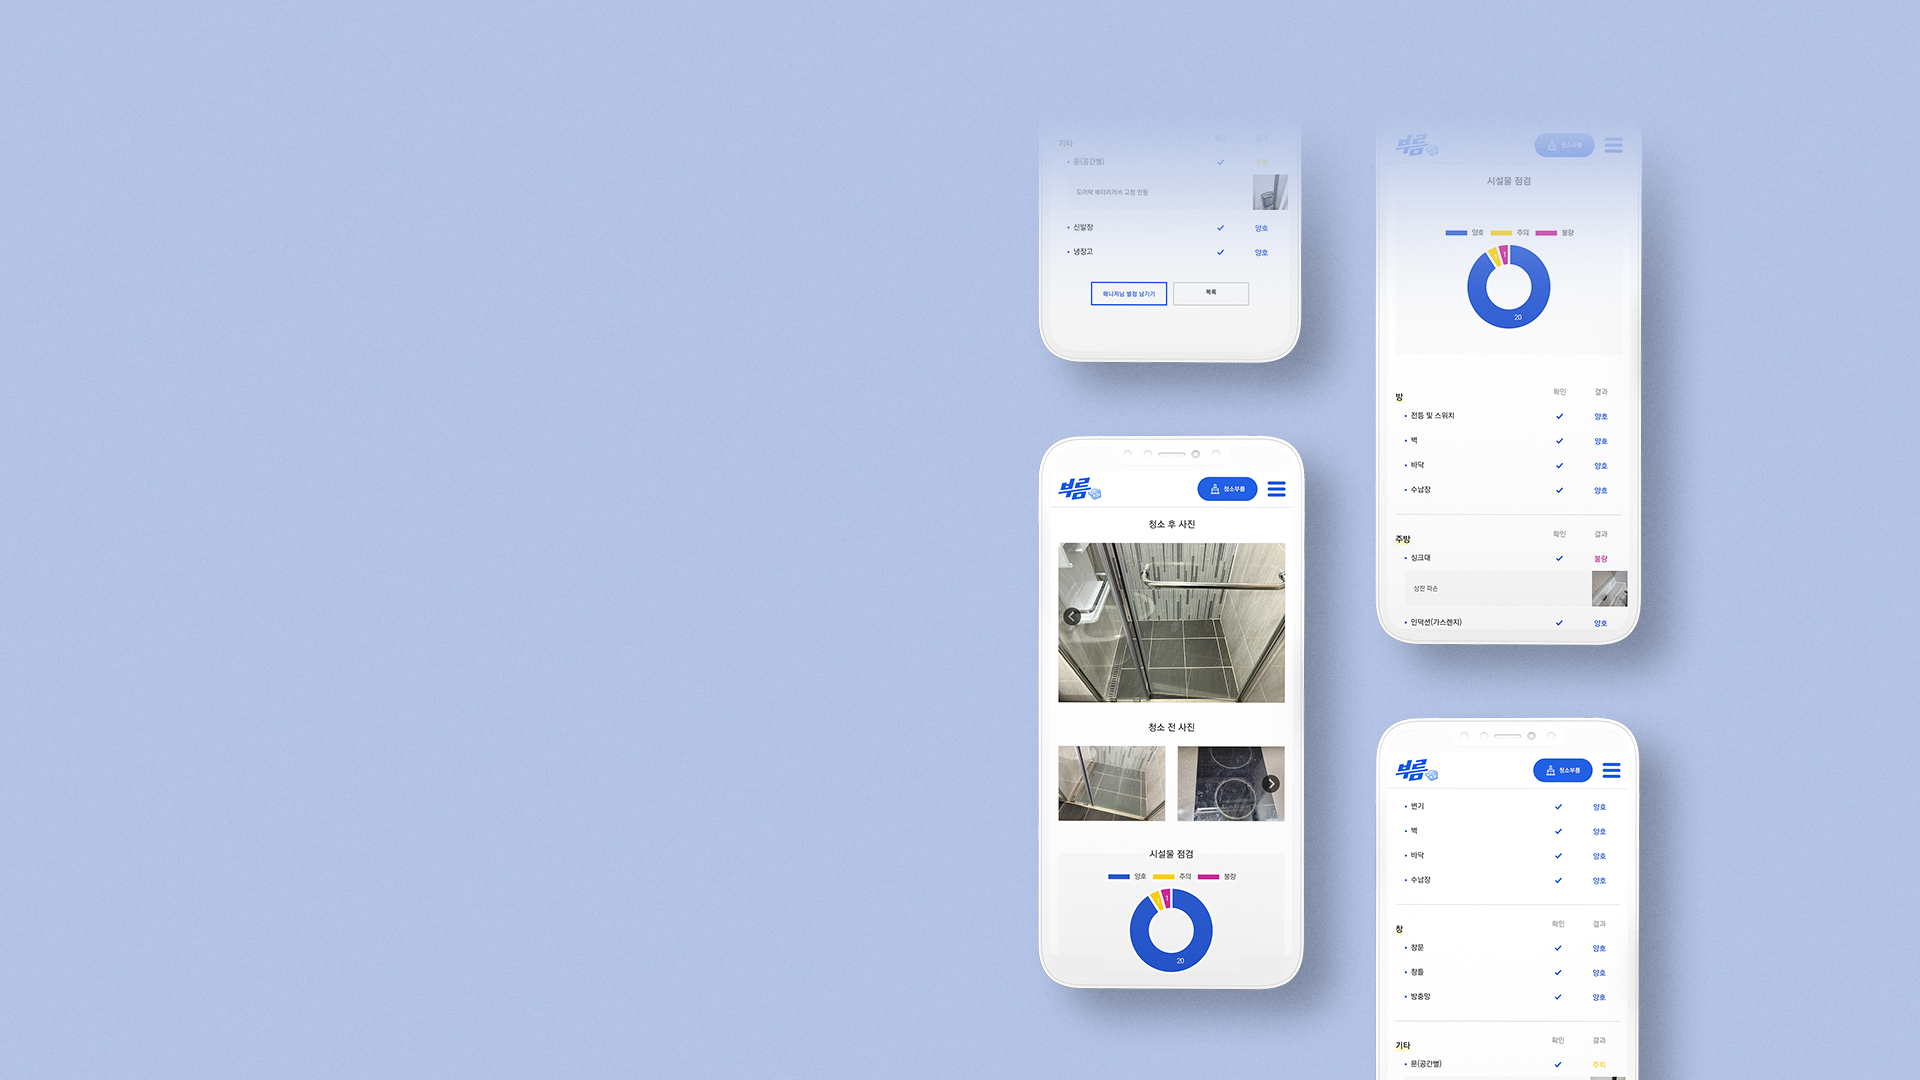 기타
• 문(공간별) 주의
도어락 배터리커버 고정 안됨
• 신발장 양호
• 냉장고 양호
매니저님 별점 남기기 목록
부름 청소부름
청소 후 사진
청소 전 사진
시설물 점검
양호 주의 불량
20
부름 청소부름
시설물 점검
양호 주의 불량
20
방 확인 결과
• 전등 및 스위치 양호
• 벽 양호
• 바닥 양호
• 수납장 양호
주방 확인 결과
• 싱크대 불량
상판 파손
• 인덕션(가스렌지) 양호
부름 청소부름
• 변기 양호
• 벽 양호
• 바닥 양호
• 수납장 양호
창 확인 결과
• 창문 양호
• 창틀 양호
• 방충망 양호
기타 확인 결과
• 문(공간별) 주의